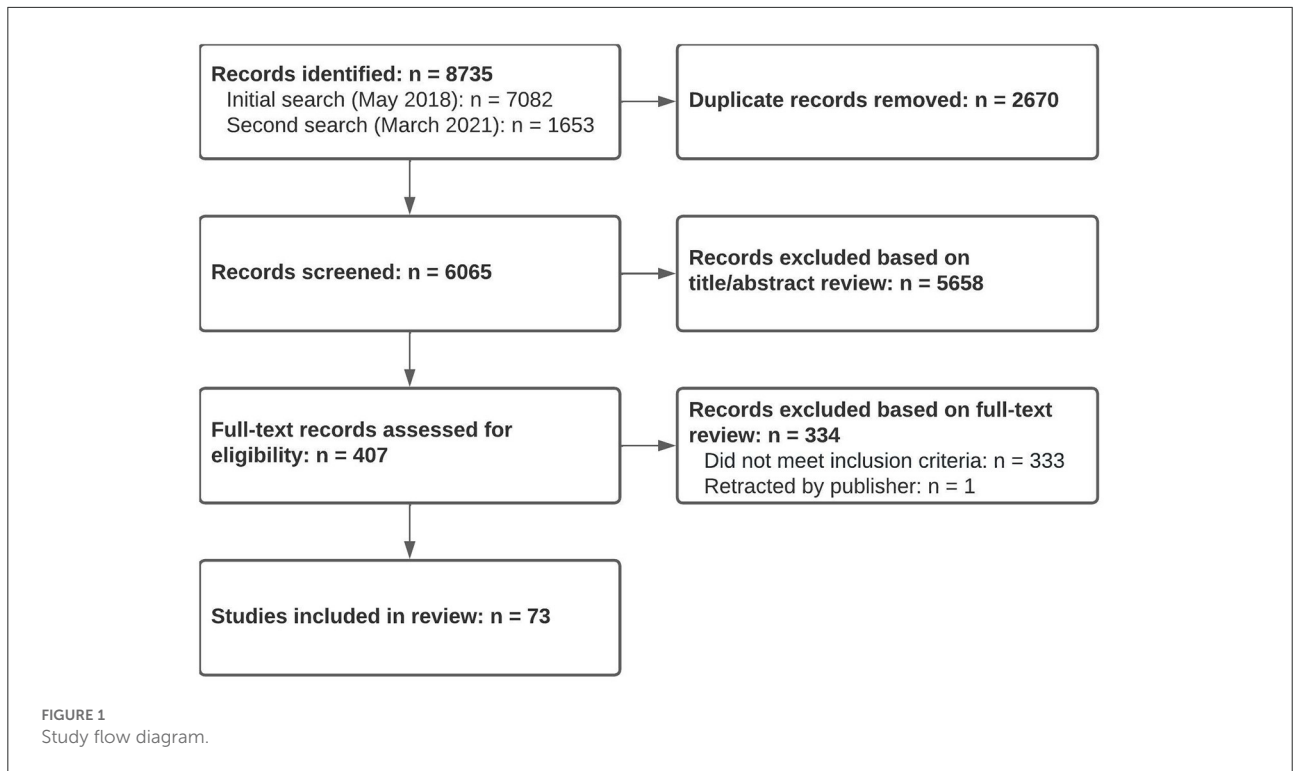 Records identified: n = 8735
Initial search (May 2018): n = 7082
Second search (March 2021): n = 1653
Duplicate records removed: n = 2670
Records screened: n = 6065
Records excluded based on
title/abstract review: n = 5658
Full-text records assessed for
eligibility: n = 407
Records excluded based on full-text
review: n = 334
Did not meet inclusion criteria: n = 333
Retracted by publisher: n = 1
Studies included in review: n = 73
FIGURE 1
Study flow diagram.